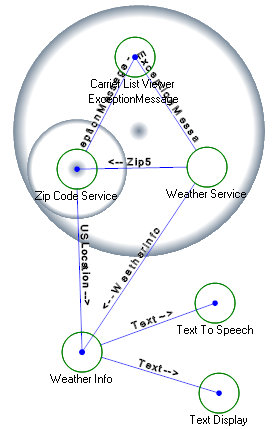 Carrier List Viewer
ExceptionMessage
<-- Zip5
Zip Code Service
Weather Service
USLocaion -->
<--WeatherInfo
Text -->
Text To Speech
Weather Info
Text-->
Text Display